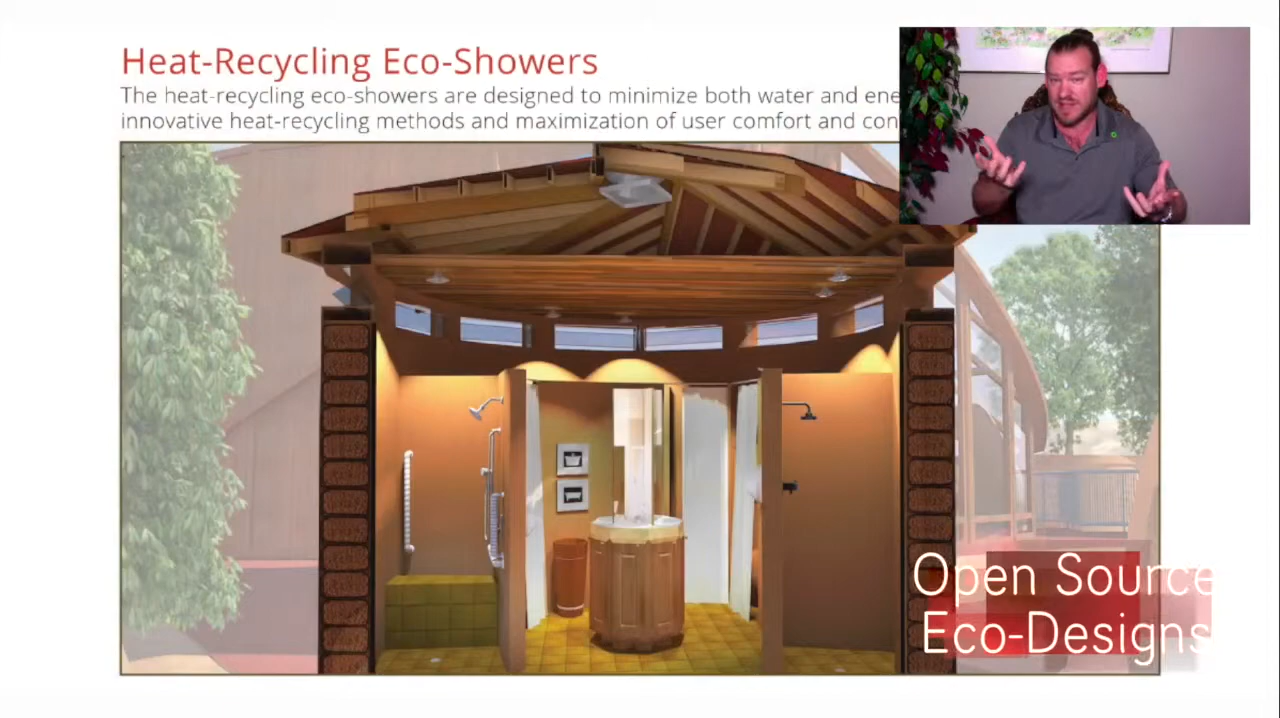 Heat-Recycling Eco-Showers
The heat-recycling eco-showers are designed to minimize both water and ene
innovative heat-recycling methods and maximization of user comfort and con
Open Source
Eco-Designs